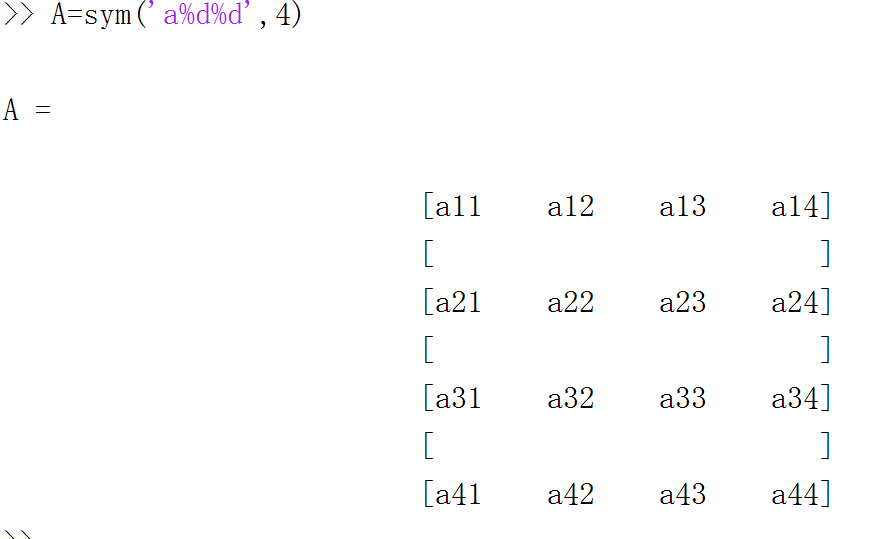 >> A=sym('a%d%d',4)
A =
[a11 a12 a13 a14]
[ ]
[a21 a22 a23 a24]
[ ]
[a31 a32 a33 a34]
[ ]
[a41 a42 a43 a44]